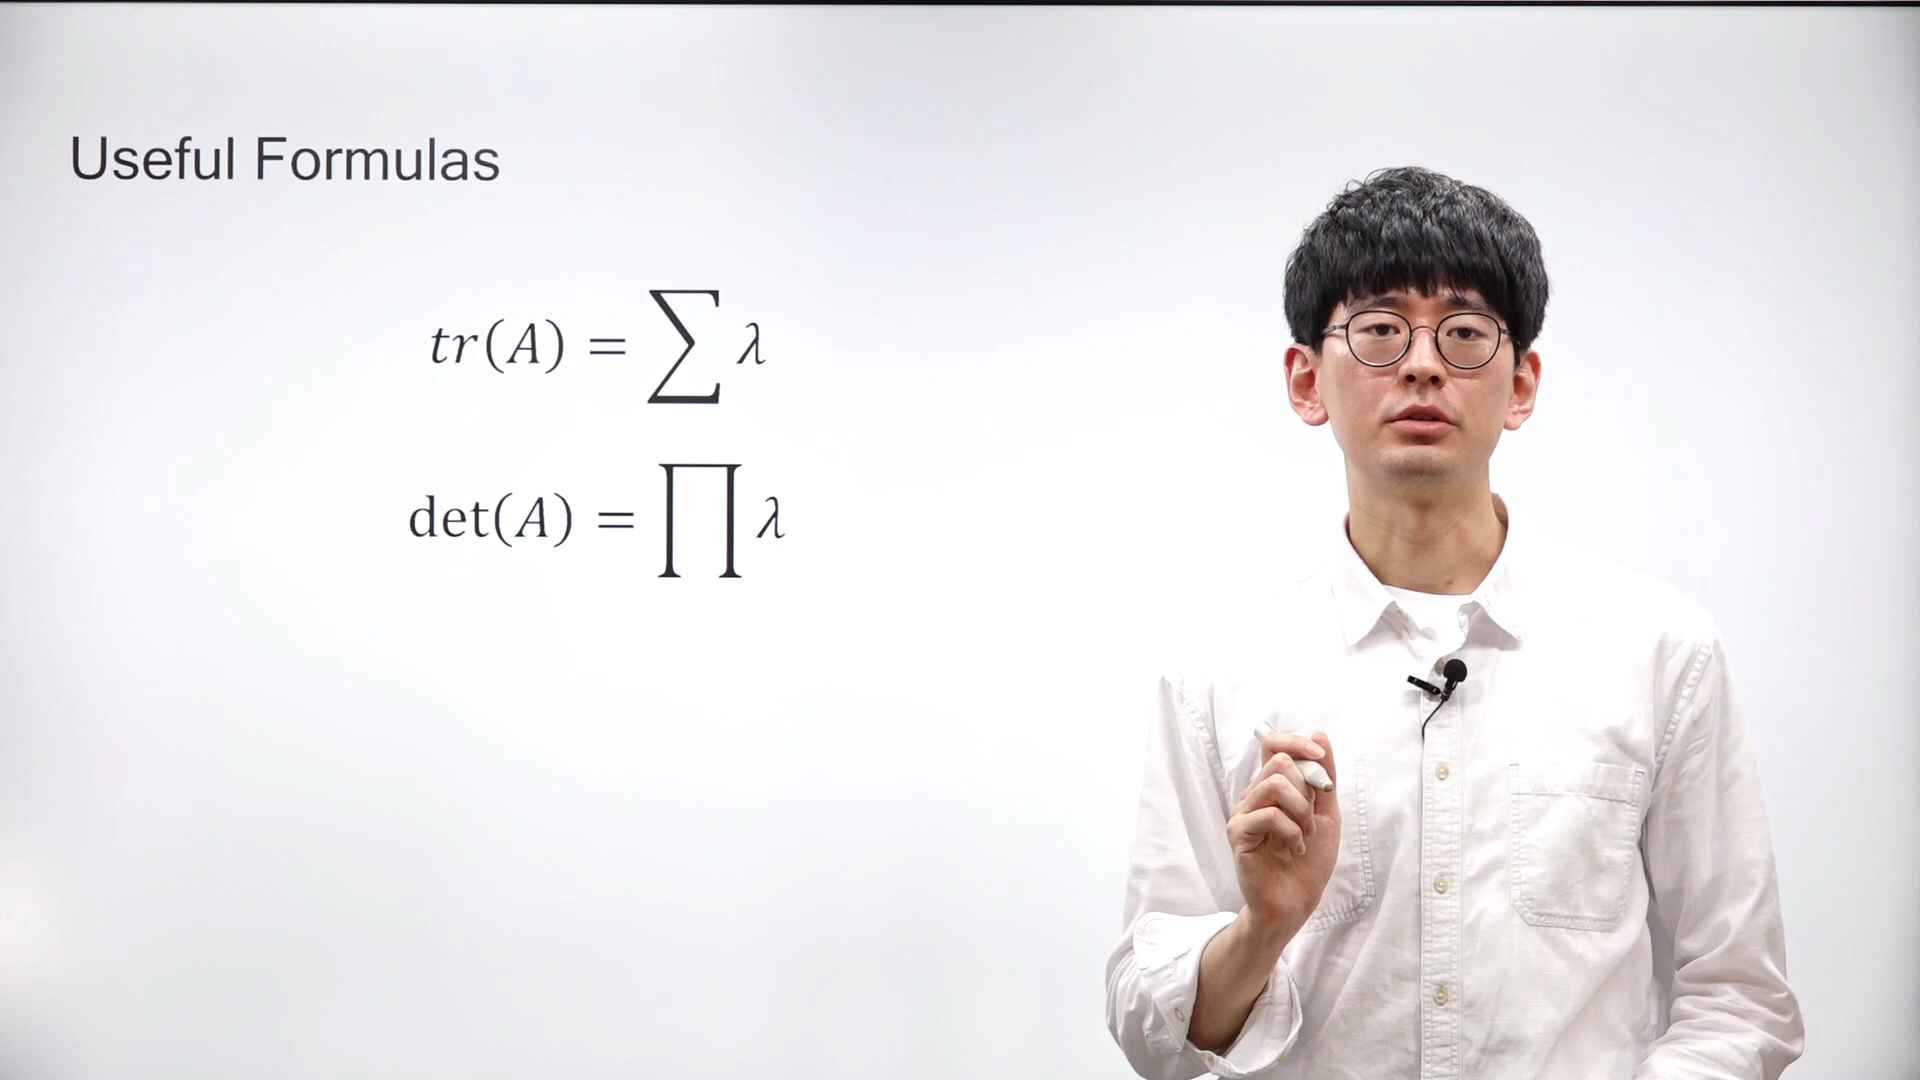 Useful Formulas
tr(A) = ∑ λ
det(A) = ∏ λ